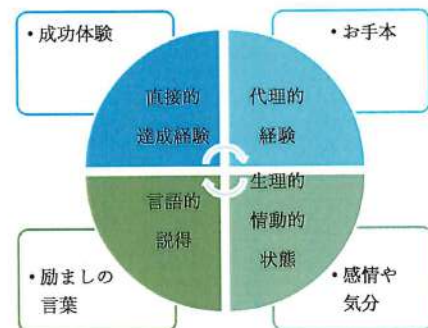 ・成功体験
・お手本
直接的
達成経験
代理的
経験
言語的
説得
生理的
情動的
状態
・励ましの
言葉
・感情や
気分